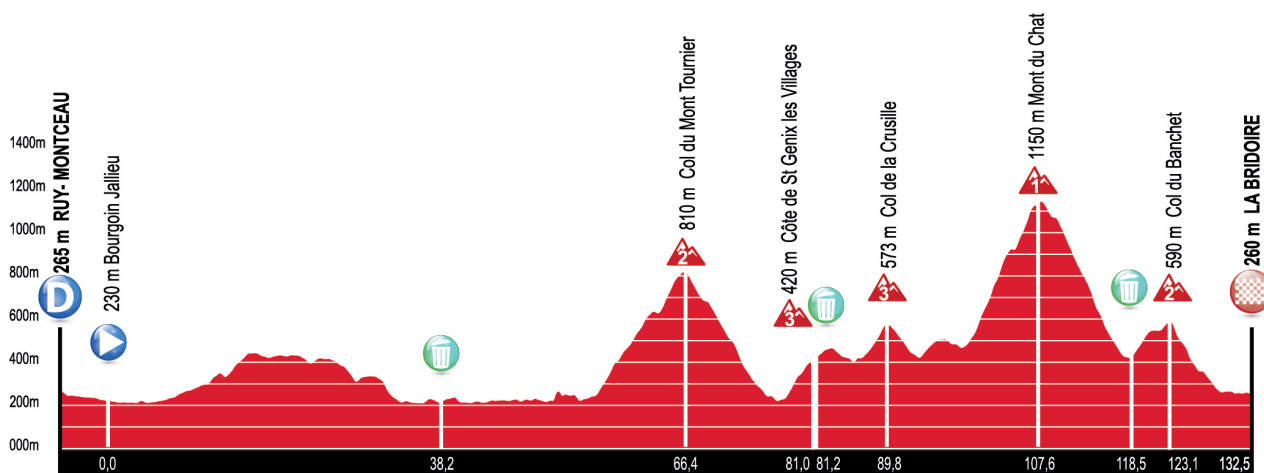 1400m
1200m
1000m
800m
600m
400m
200m
000m
265 m RUY- MONTCEAU
D
230 m Bourgoin Jallieu
810 m Col du Mont Tournier
2
420 m Côte de St Genix les Villages
3
573 m Col de la Crusille
3
1150 m Mont du Chat
1
590 m Col du Banchet
2
260 m LA BRIDOIRE
0,0
38,2
66,4
81,0
81,2
89,8
107,6
118,5
123,1
132,5